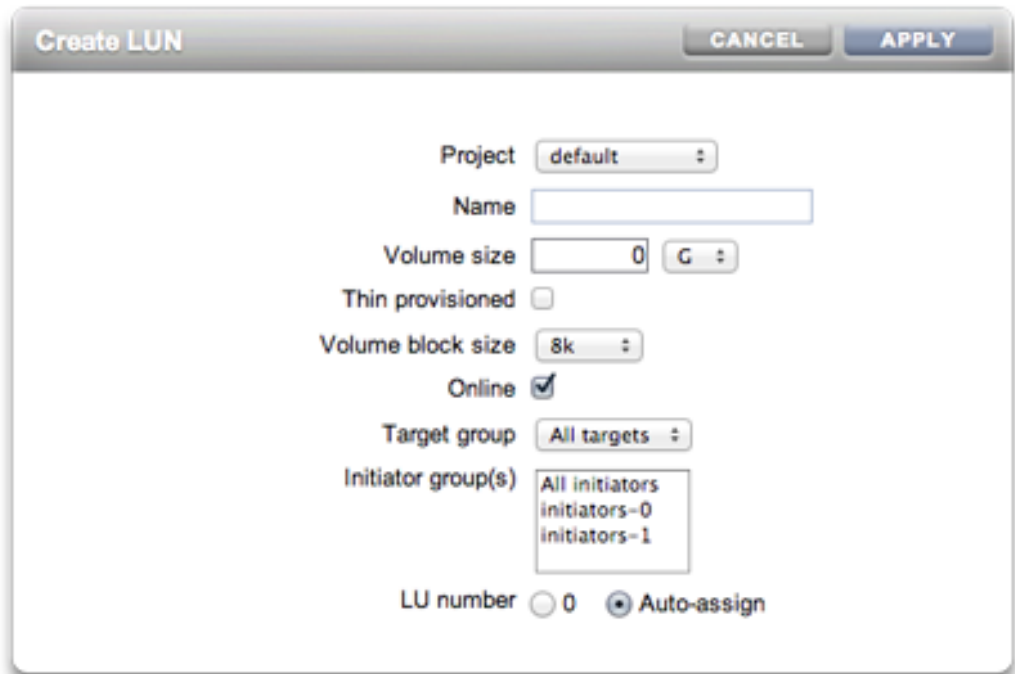 Create LUN CANCEL APPLY
Project default
Name
Volume size 0 G
Thin provisioned
Volume block size 8k
Online
Target group All targets
Initiator group(s) All initiators
initiators-0
initiators-1
LU number 0 Auto-assign